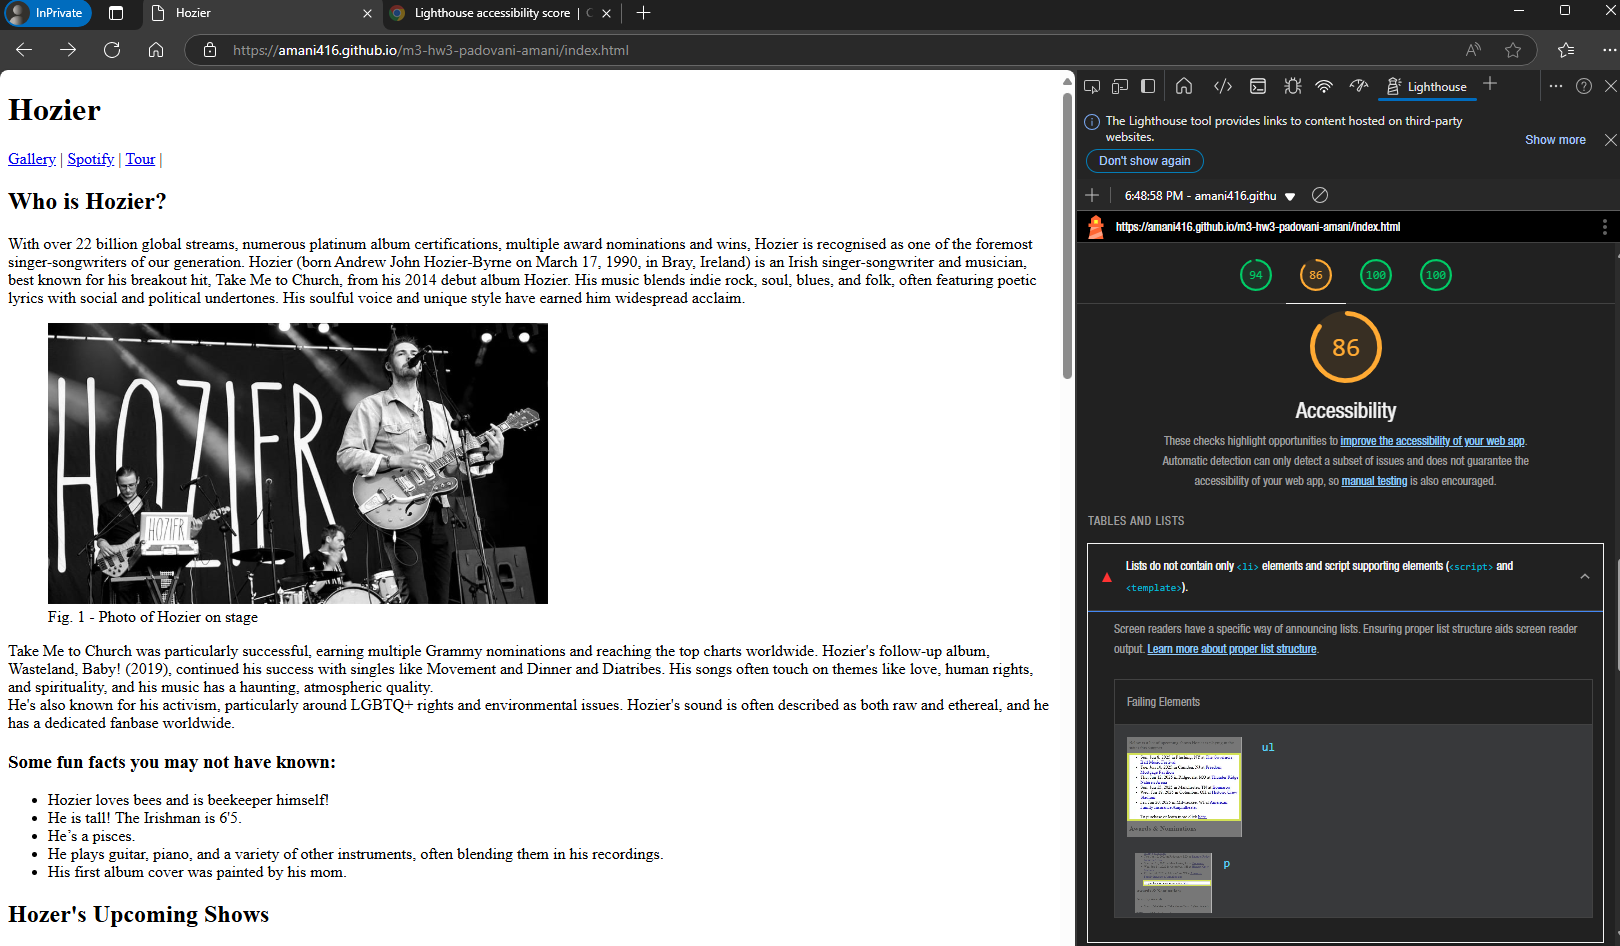 InPrivate
Hozier
Lighthouse accessibility score | C
https://amani416.github.io/m3-hw3-padovani-amani/index.html
Hozier
Gallery | Spotify | Tour |
Who is Hozier?
With over 22 billion global streams, numerous platinum album certifications, multiple award nominations and wins, Hozier is recognised as one of the foremost
singer-songwriters of our generation. Hozier (born Andrew John Hozier-Byrne on March 17, 1990, in Bray, Ireland) is an Irish singer-songwriter and musician,
best known for his breakout hit, Take Me to Church, from his 2014 debut album Hozier. His music blends indie rock, soul, blues, and folk, often featuring poetic
lyrics with social and political undertones. His soulful voice and unique style have earned him widespread acclaim.
HOZIER
HOZIER
Fig. 1 - Photo of Hozier on stage
Take Me to Church was particularly successful, earning multiple Grammy nominations and reaching the top charts worldwide. Hozier's follow-up album,
Wasteland, Baby! (2019), continued his success with singles like Movement and Dinner and Diatribes. His songs often touch on themes like love, human rights,
and spirituality, and his music has a haunting, atmospheric quality.
He's also known for his activism, particularly around LGBTQ+ rights and environmental issues. Hozier's sound is often described as both raw and ethereal, and he
has a dedicated fanbase worldwide.
Some fun facts you may not have known:
Hozier loves bees and is beekeeper himself!
He is tall! The Irishman is 6'5.
He’s a pisces.
He plays guitar, piano, and a variety of other instruments, often blending them in his recordings.
His first album cover was painted by his mom.
Hozer's Upcoming Shows
Lighthouse
The Lighthouse tool provides links to content hosted on third-party
websites.
Show more
Don't show again
6:48:58 PM - amani416.githu
https://amani416.github.io/m3-hw3-padovani-amani/index.html
94 86 100 100
86
Accessibility
These checks highlight opportunities to improve the accessibility of your web app.
Automatic detection can only detect a subset of issues and does not guarantee the
accessibility of your web app, so manual testing is also encouraged.
TABLES AND LISTS
Lists do not contain only <li> elements and script supporting elements (<script> and
<template>).
Screen readers have a specific way of announcing lists. Ensuring proper list structure aids screen reader
output. Learn more about proper list structure.
Failing Elements
ul
Awards & Nominations
p